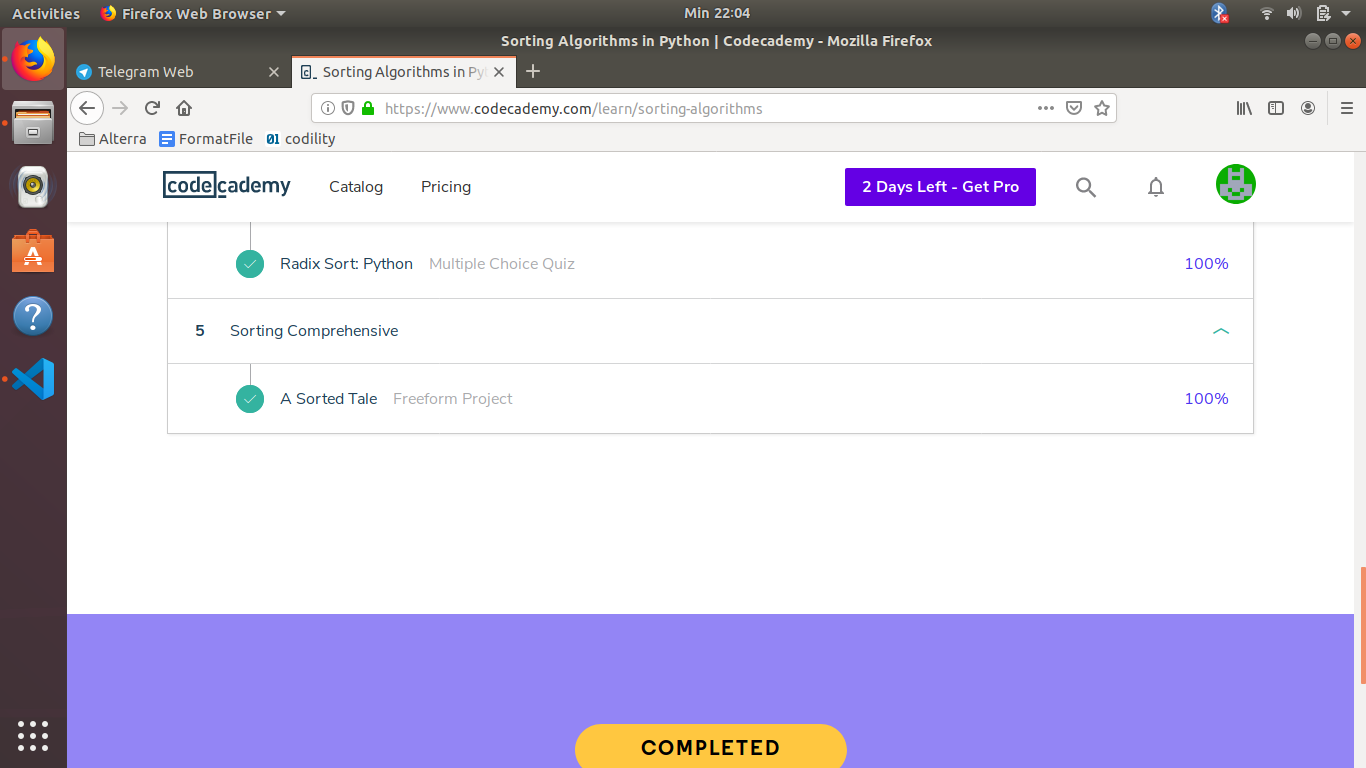 Activities Firefox Web Browser Min 22:04
Sorting Algorithms in Python | Codecademy - Mozilla Firefox
Telegram Web Sorting Algorithms in Py
https://www.codecademy.com/learn/sorting-algorithms
Alterra FormatFile codility
codecademy Catalog Pricing 2 Days Left - Get Pro
Radix Sort: Python Multiple Choice Quiz 100%
5 Sorting Comprehensive
A Sorted Tale Freeform Project 100%
COMPLETED